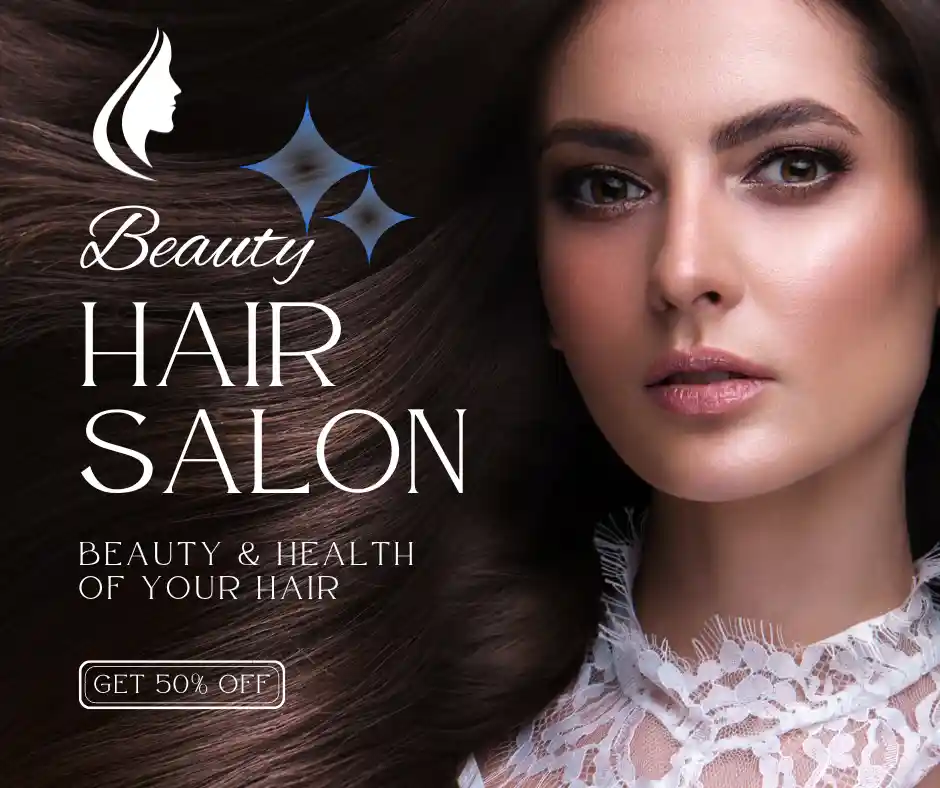 Beauty
HAIR
SALON
BEAUTY & HEALTH
OF YOUR HAIR
GET 50% OFF